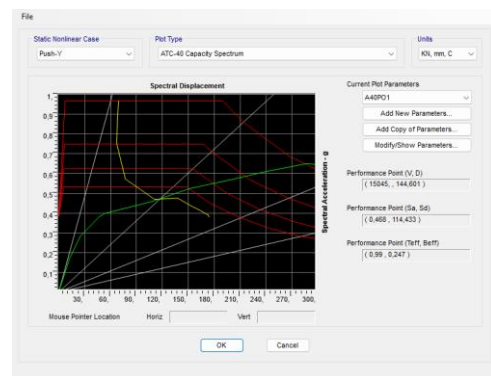 File
Static Nonlinear Case
Plot Type
Units
Push-Y
ATC-40 Capacity Spectrum
KN, mm, C
Spectral Displacement
Current Plot Parameters
A40PO1
Add New Parameters...
Add Copy of Parameters...
Modify/Show Parameters...
Performance Point (V, D)
( 15045, , 144,601 )
Performance Point (Sa, Sd)
( 0,468 , 114,433 )
Performance Point (Teff, Beff)
( 0,99 , 0,247 )
Spectral Acceleration - g
1,
0,9
0,8
0,7
0,6
0,5
0,4
0,3
0,2
0,1
30, 60, 90, 120, 150, 180, 210, 240, 270, 300,
Mouse Pointer Location Horiz Vert
OK Cancel